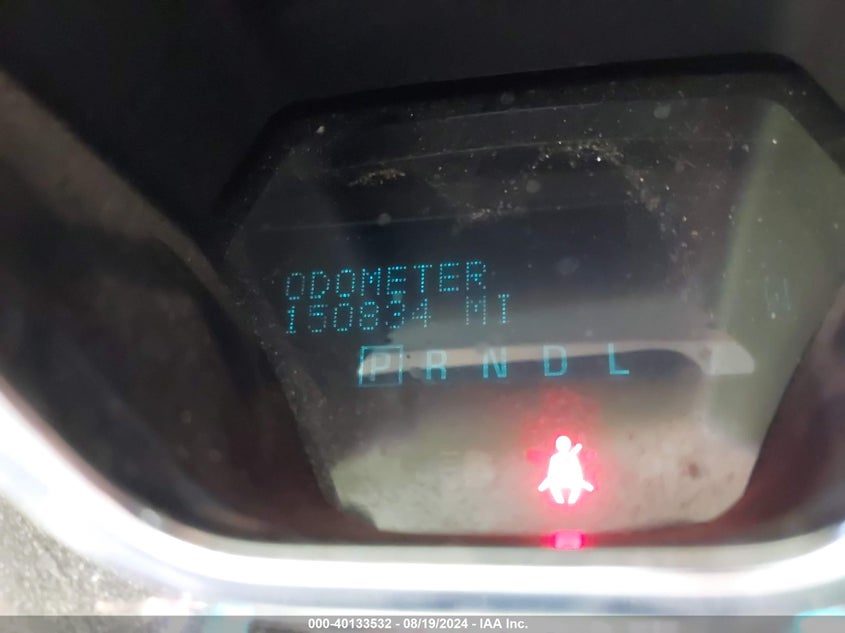 ODOMETER
150834 MI
W
P R N D L
000-40133532 - 08/19/2024 - IAA Inc.